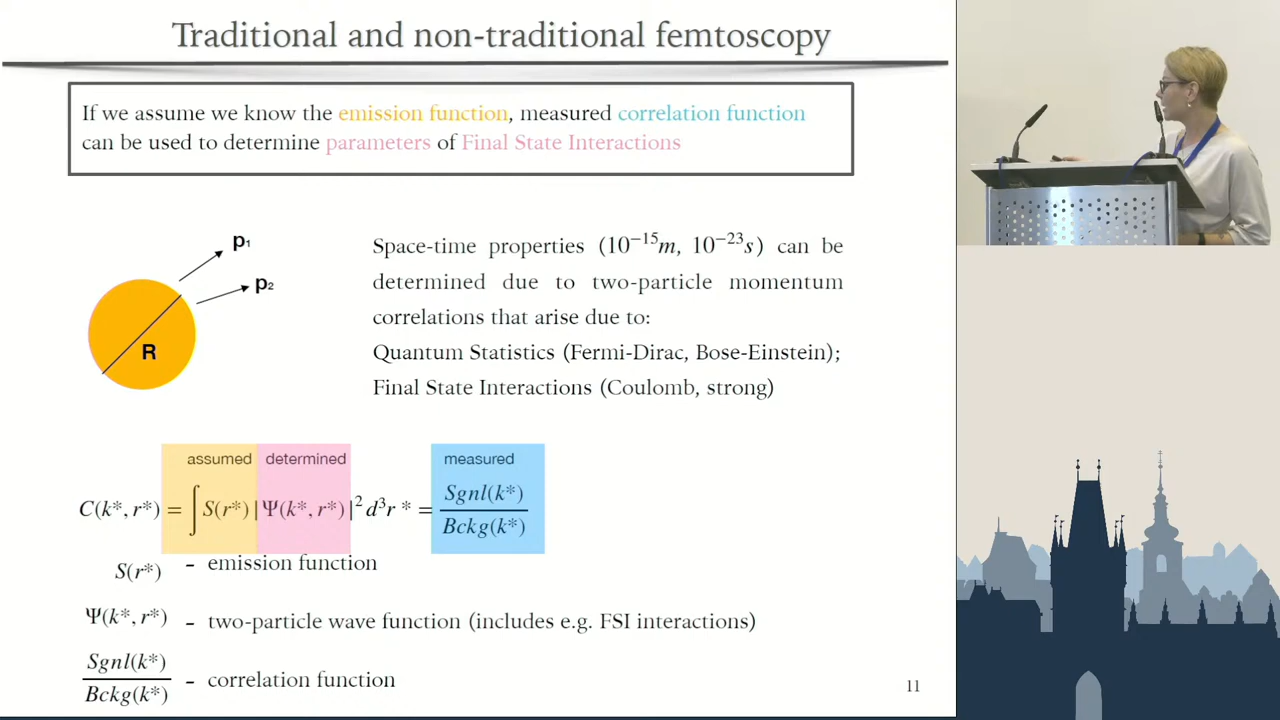 Traditional and non-traditional femtoscopy
If we assume we know the emission function, measured correlation function
can be used to determine parameters of Final State Interactions
p₁
p₂
R
Space-time properties (10⁻¹⁵m, 10⁻²³s) can be
determined due to two-particle momentum
correlations that arise due to:
Quantum Statistics (Fermi-Dirac, Bose-Einstein);
Final State Interactions (Coulomb, strong)
assumed determined measured
C(k*, r*) = ∫ S(r*) |Ψ(k*, r*)|² d³r * = Sgnl(k*) / Bckg(k*)
S(r*) - emission function
Ψ(k*, r*) - two-particle wave function (includes e.g. FSI interactions)
Sgnl(k*) / Bckg(k*) - correlation function
11